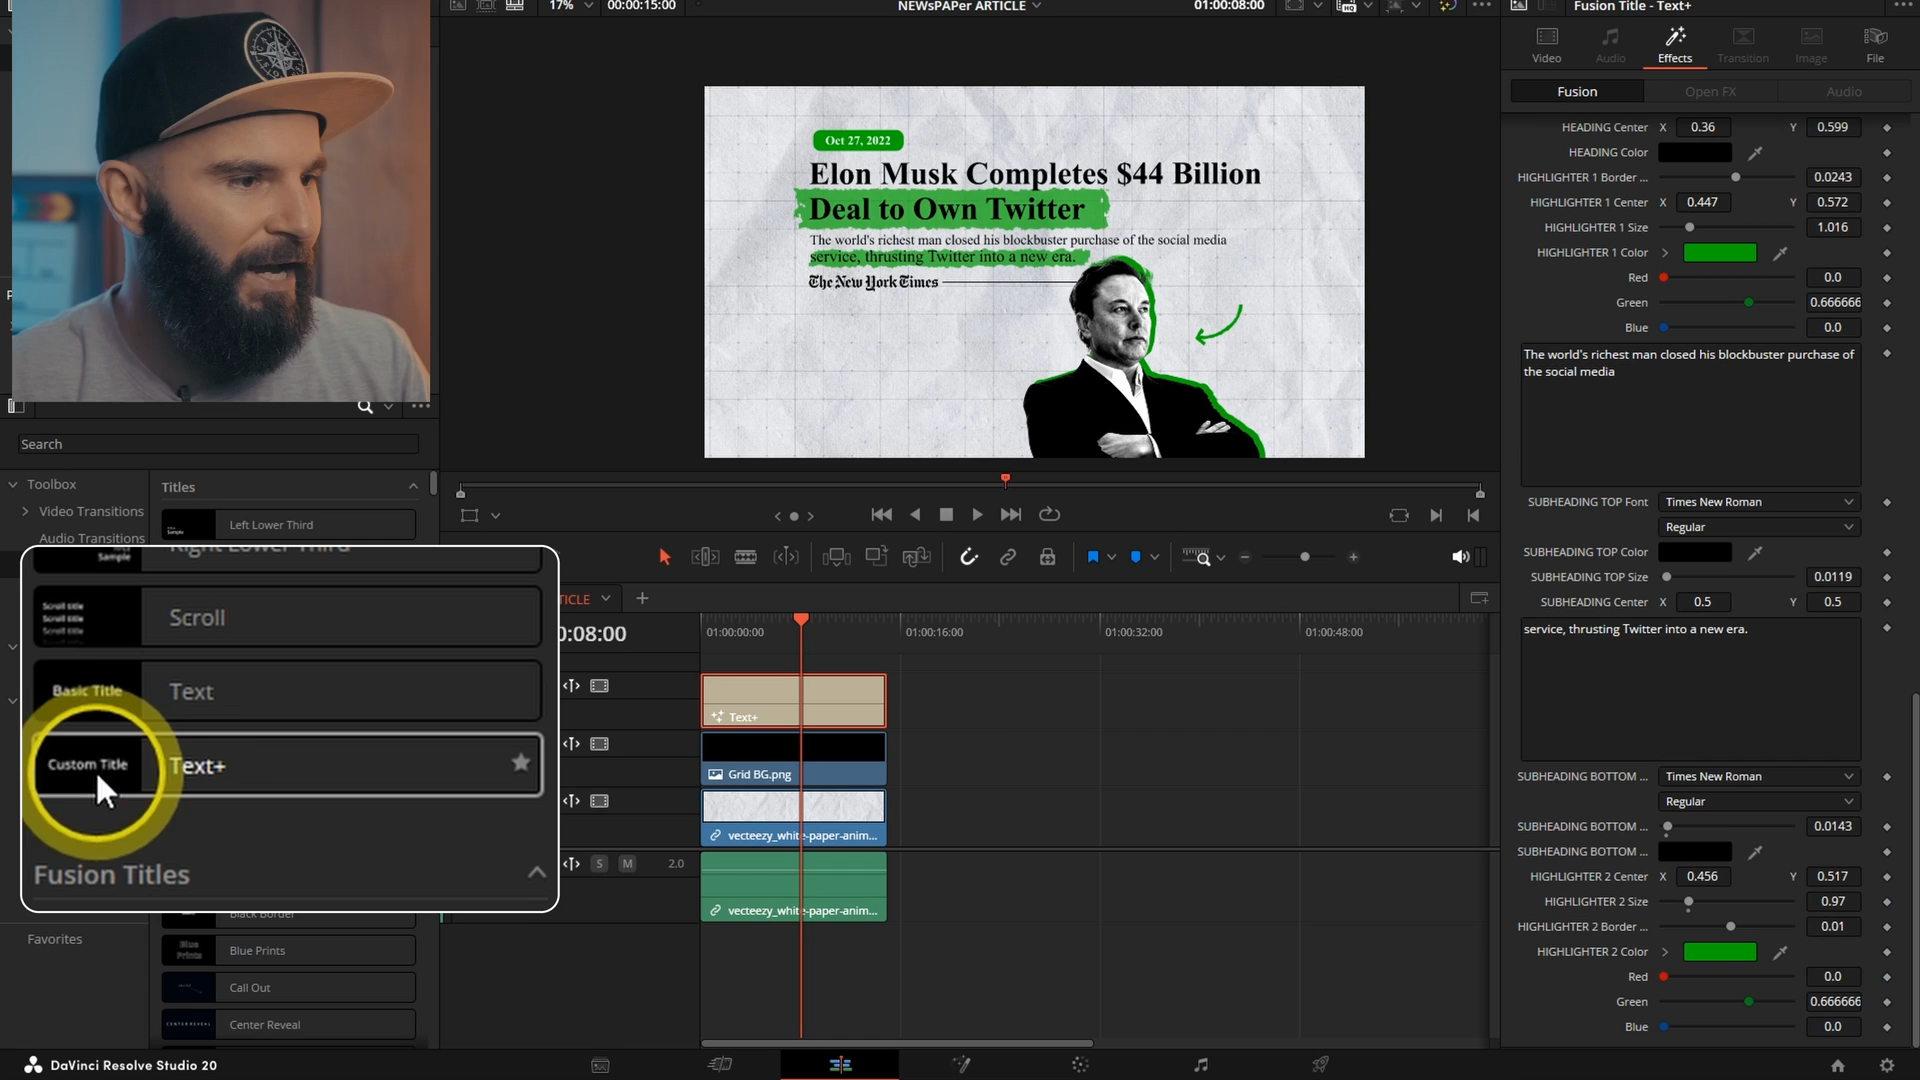 17%
00:00:15:00
NEWsPAPer ARTICLE
01:00:08:00
Fusion Title - Text+
Video
Audio
Effects
Transition
Image
File
Fusion
Open FX
Audio
Oct 27, 2022
Elon Musk Completes $44 Billion
Deal to Own Twitter
The world's richest man closed his blockbuster purchase of the social media
service, thrusting Twitter into a new era.
The New York Times
HEADING Center X 0.36 Y 0.599
HEADING Color
HIGHLIGHTER 1 Border ... 0.0243
HIGHLIGHTER 1 Center X 0.447 Y 0.572
HIGHLIGHTER 1 Size 1.016
HIGHLIGHTER 1 Color
Red 0.0
Green 0.666666
Blue 0.0
The world's richest man closed his blockbuster purchase of
the social media
SUBHEADING TOP Font Times New Roman
Regular
SUBHEADING TOP Color
SUBHEADING TOP Size 0.0119
SUBHEADING Center X 0.5 Y 0.5
service, thrusting Twitter into a new era.
SUBHEADING BOTTOM ... Times New Roman
Regular
SUBHEADING BOTTOM ... 0.0143
SUBHEADING BOTTOM ...
HIGHLIGHTER 2 Center X 0.456 Y 0.517
HIGHLIGHTER 2 Size 0.97
HIGHLIGHTER 2 Border ... 0.01
HIGHLIGHTER 2 Color
Red 0.0
Green 0.666666
Blue 0.0
Search
Toolbox
Video Transitions
Audio Transitions
Titles
Left Lower Third
Sample
Right Lower Third
Scroll title
Scroll title
Scroll title
Scroll
Basic Title
Text
Custom Title
Text+
Fusion Titles
Black Border
Blue Prints
Blue Prints
Call Out
CENTER REVEAL
Center Reveal
Favorites
TICLE
0:08:00
01:00:00:00
01:00:16:00
01:00:32:00
01:00:48:00
Text+
Grid BG.png
vecteezy_white-paper-anim...
S M 2.0
vecteezy_white-paper-anim...
DaVinci Resolve Studio 20